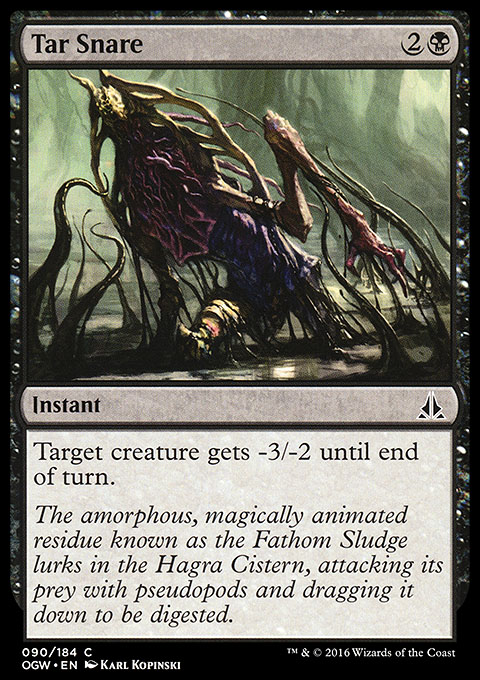 Tar Snare 2
Instant
Target creature gets -3/-2 until end
of turn.
The amorphous, magically animated
residue known as the Fathom Sludge
lurks in the Hagra Cistern, attacking its
prey with pseudopods and dragging it
down to be digested.
090/184 C
OGW • EN Karl Kopinski
™ & © 2016 Wizards of the Coast